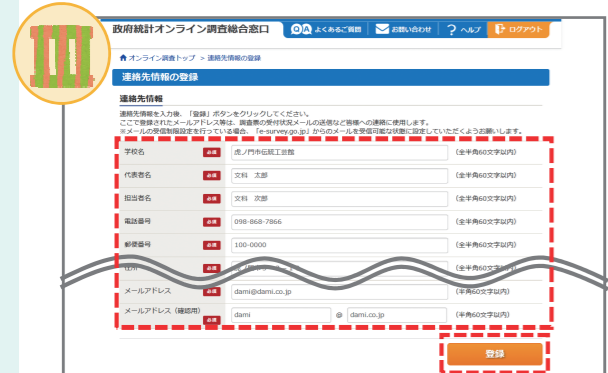 政府統計オンライン調査総合窓口
QA よくあるご質問
お問い合わせ
? ヘルプ
ログアウト
オンライン調査トップ > 連絡先情報の登録
連絡先情報の登録
連絡先情報
連絡先情報を入力後、「登録」ボタンをクリックしてください。
ここで登録されたメールアドレス等は、調査票の受付状況メールの送信など皆様への連絡に使用します。
※メールの受信制限設定を行っている場合、「e-survey.go.jp」からのメールを受信可能な状態に設定していただくようお願いします。
学校名 必須 虎ノ門市伝統工芸館 (全半角60文字以内)
代表者名 必須 文科 太郎 (全半角60文字以内)
担当者名 必須 文科 次郎 (全半角60文字以内)
電話番号 必須 098-868-7866 (全半角60文字以内)
郵便番号 必須 100-0000 (全半角60文字以内)
必須 (全半角60文字以内)
メールアドレス 必須 dami@dami.co.jp (半角60文字以内)
メールアドレス(確認用) 必須 dami @ dami.co.jp (半角60文字以内)
登録